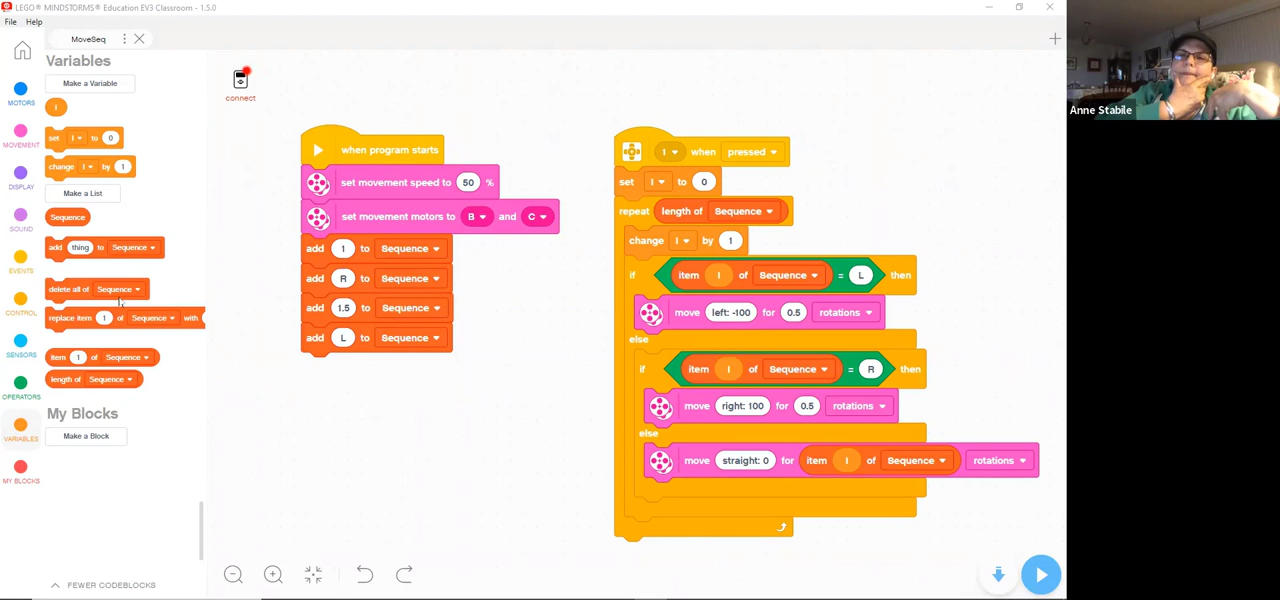 LEGO® MINDSTORMS® Education EV3 Classroom - 1.5.0
File Help
MoveSeq
Variables
Make a Variable
I
set I to 0
change I by 1
Make a List
Sequence
add thing to Sequence
delete all of Sequence
replace item 1 of Sequence with
item 1 of Sequence
length of Sequence
My Blocks
Make a Block
MOTORS
MOVEMENT
DISPLAY
SOUND
EVENTS
CONTROL
SENSORS
OPERATORS
VARIABLES
MY BLOCKS
FEWER CODEBLOCKS
connect
when program starts
set movement speed to 50 %
set movement motors to B and C
add 1 to Sequence
add R to Sequence
add 1.5 to Sequence
add L to Sequence
1 when pressed
set I to 0
repeat length of Sequence
change I by 1
if item I of Sequence = L then
move left: -100 for 0.5 rotations
else
if item I of Sequence = R then
move right: 100 for 0.5 rotations
else
move straight: 0 for item I of Sequence rotations
Anne Stabile